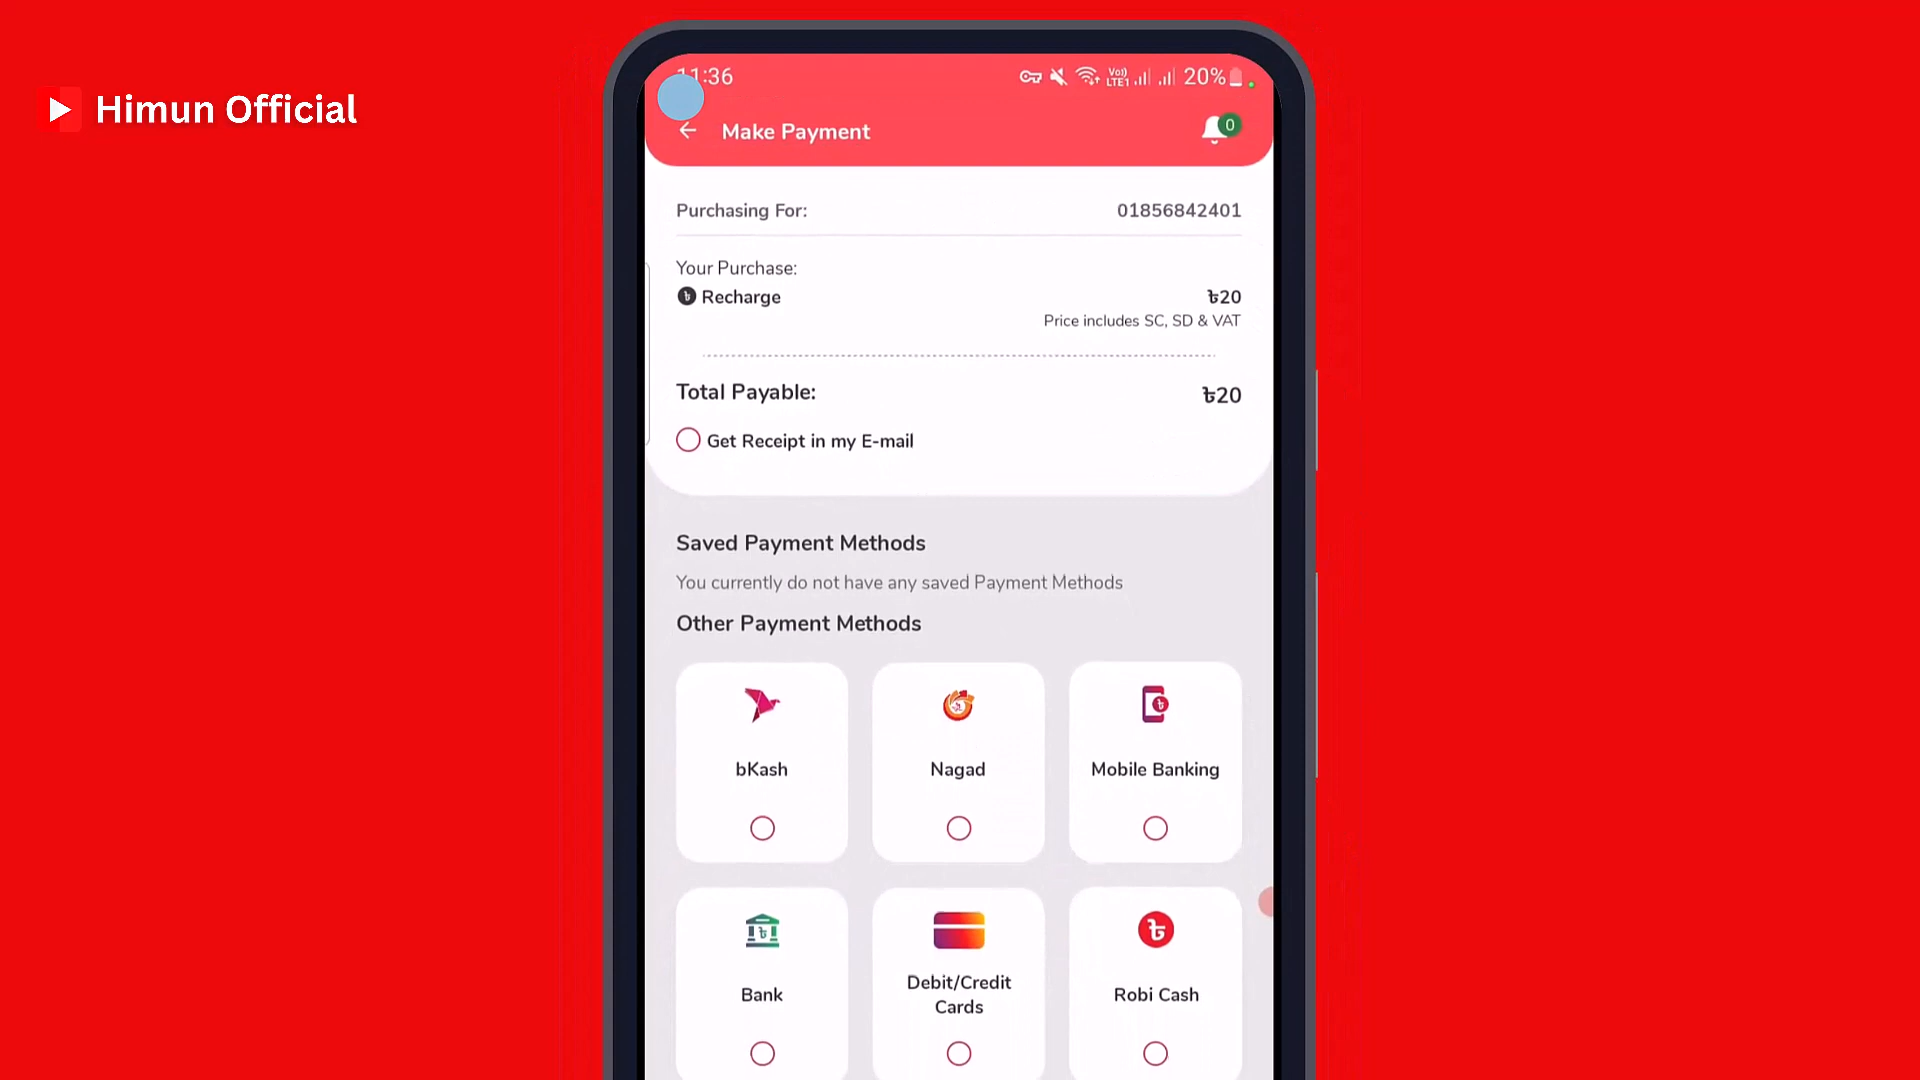 Himun Official
11:36
Vo)) LTE1
20%
Make Payment
0
Purchasing For:
01856842401
Your Purchase:
৳ Recharge
৳20
Price includes SC, SD & VAT
Total Payable:
৳20
Get Receipt in my E-mail
Saved Payment Methods
You currently do not have any saved Payment Methods
Other Payment Methods
bKash
Nagad
Mobile Banking
Bank
Debit/Credit
Cards
Robi Cash